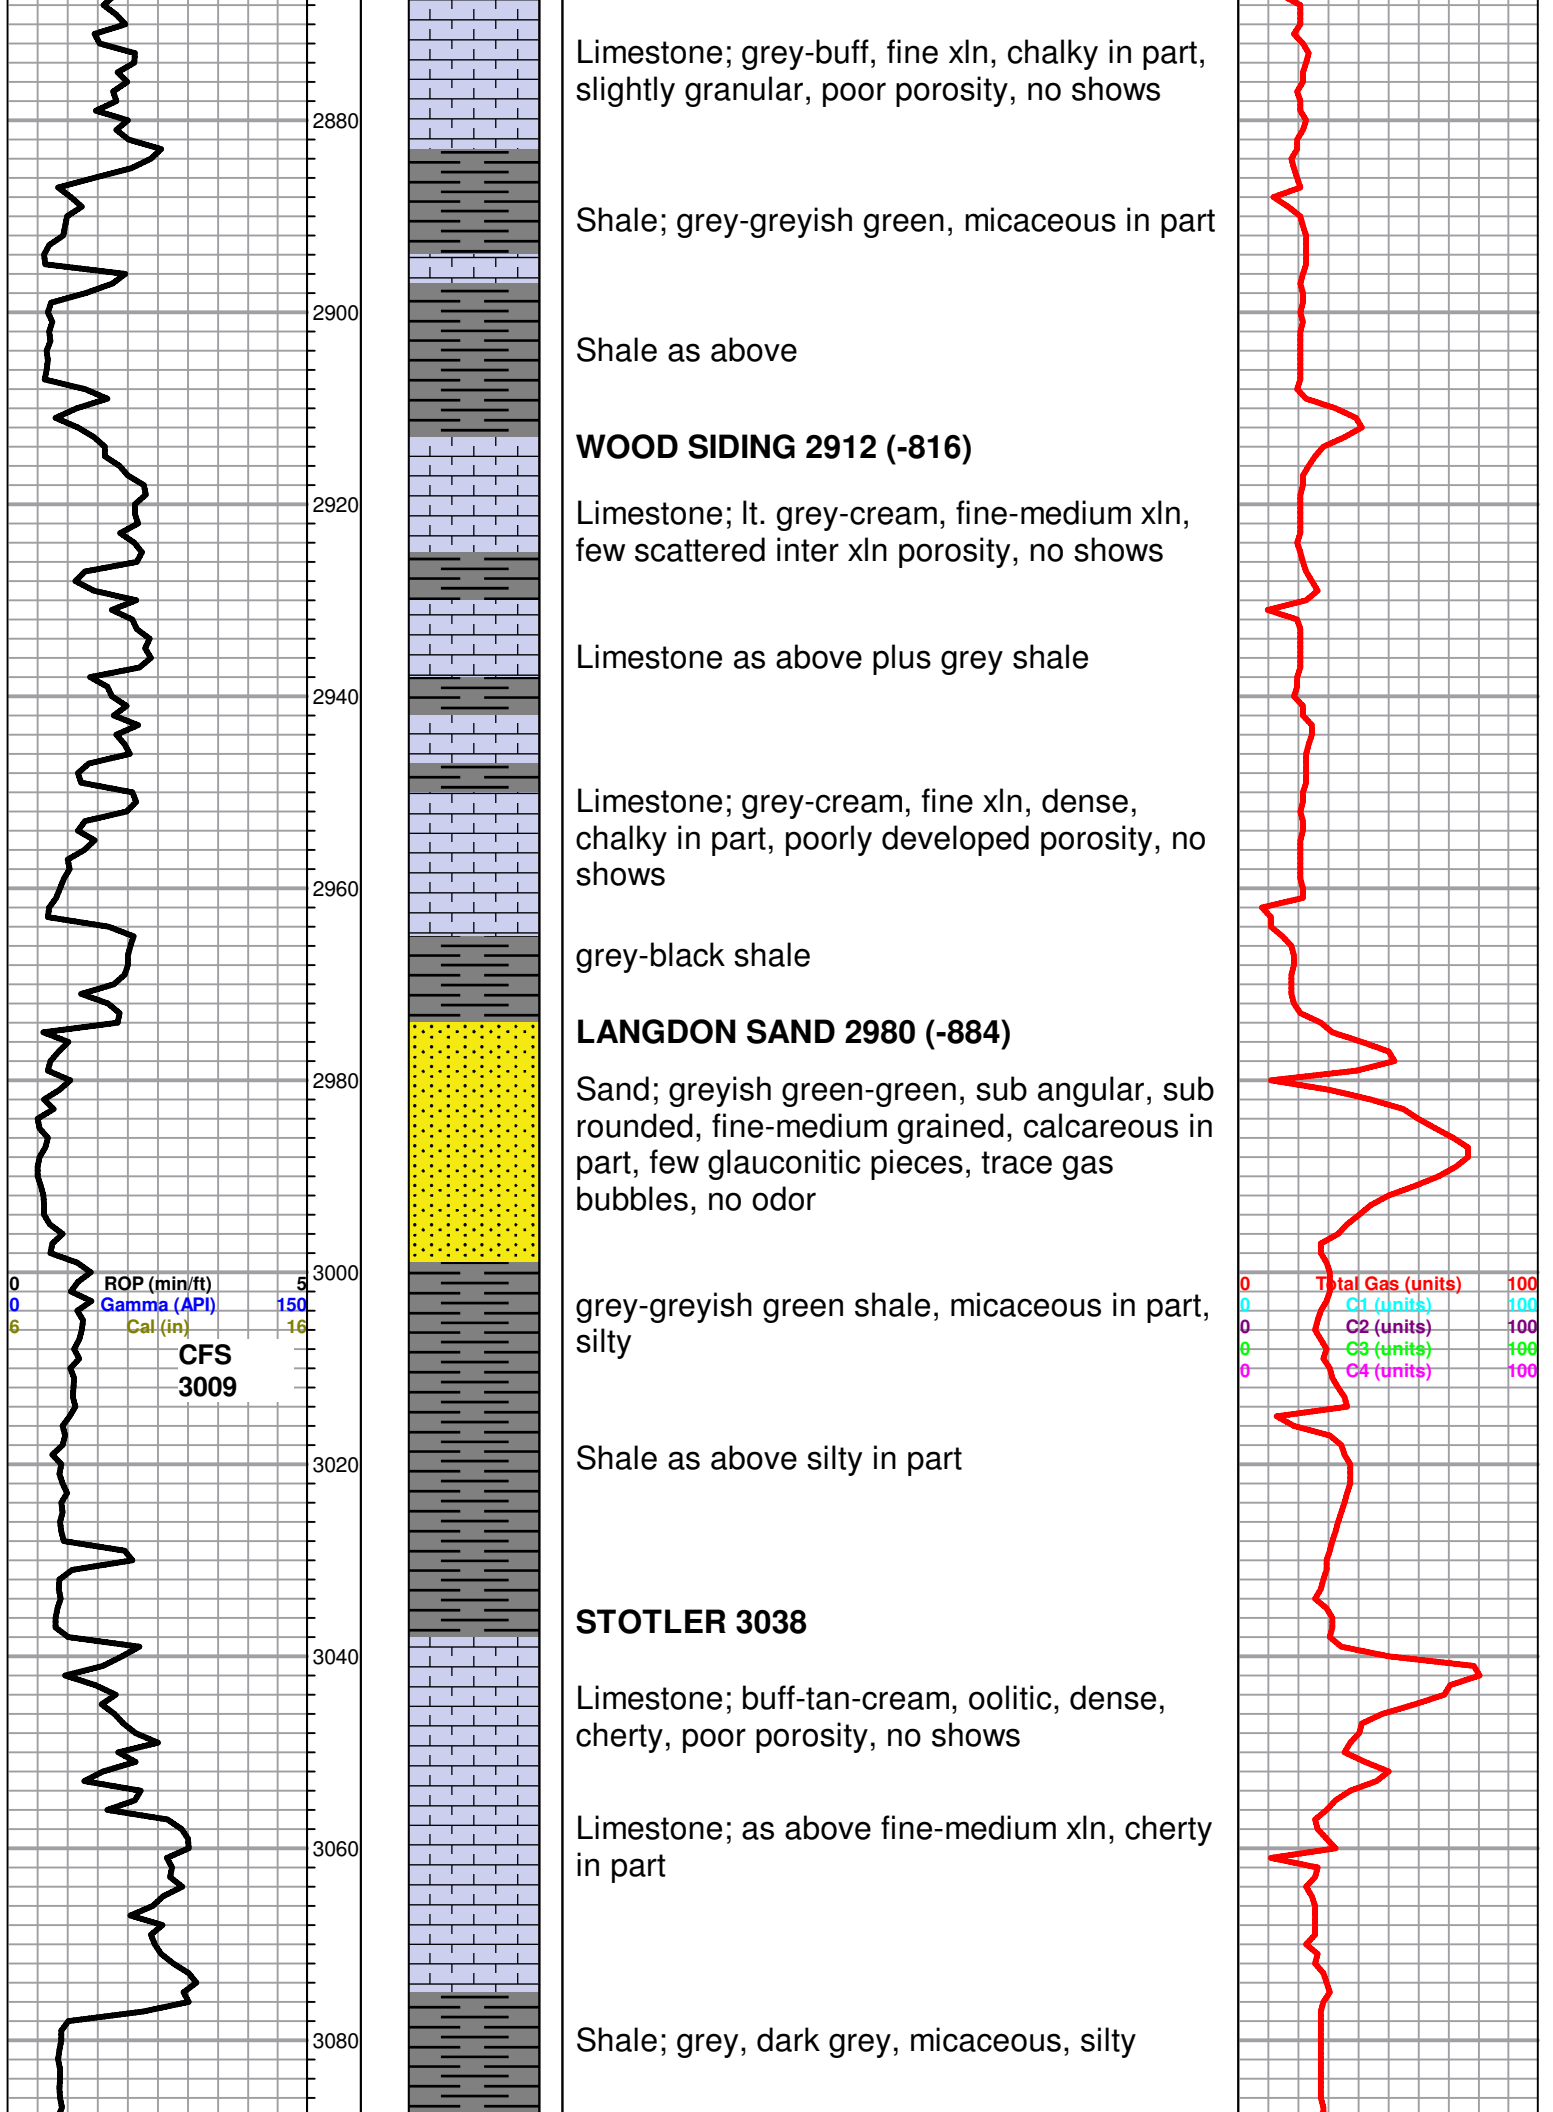 Limestone; grey-buff, fine xln, chalky in part,
slightly granular, poor porosity, no shows
2880
Shale; grey-greyish green, micaceous in part
2900
Shale as above
WOOD SIDING 2912 (-816)
2920
Limestone; lt. grey-cream, fine-medium xln,
few scattered inter xln porosity, no shows
Limestone as above plus grey shale
2940
Limestone; grey-cream, fine xln, dense,
chalky in part, poorly developed porosity, no
shows
2960
grey-black shale
LANGDON SAND 2980 (-884)
2980
Sand; greyish green-green, sub angular, sub
rounded, fine-medium grained, calcareous in
part, few glauconitic pieces, trace gas
bubbles, no odor
3000
0 ROP (min/ft) 5
0 Gamma (API) 150
6 Cal (in) 16
CFS
3009
grey-greyish green shale, micaceous in part,
silty
0 Total Gas (units) 100
0 C1 (units) 100
0 C2 (units) 100
0 C3 (units) 100
0 C4 (units) 100
3020
Shale as above silty in part
STOTLER 3038
3040
Limestone; buff-tan-cream, oolitic, dense,
cherty, poor porosity, no shows
3060
Limestone; as above fine-medium xln, cherty
in part
3080
Shale; grey, dark grey, micaceous, silty